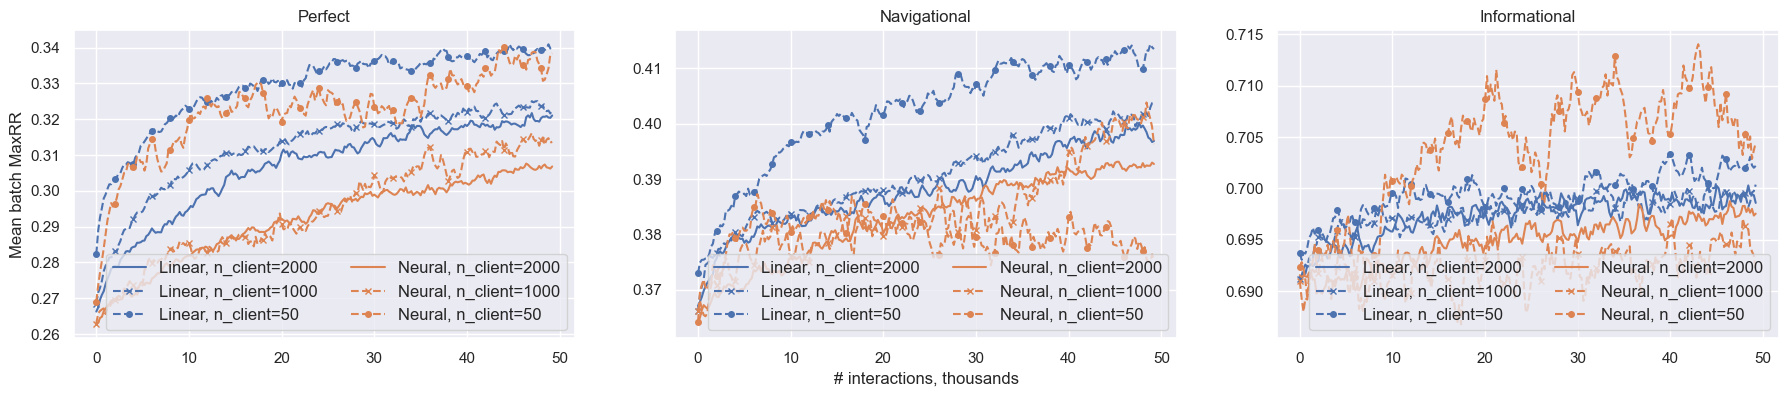 Perfect
Mean batch MaxRR
0.34
0.33
0.32
0.31
0.30
0.29
0.28
0.27
0.26
Linear, n_client=2000
Linear, n_client=1000
Linear, n_client=50
Neural, n_client=2000
Neural, n_client=1000
Neural, n_client=50
0 10 20 30 40 50
Navigational
0.41
0.40
0.39
0.38
0.37
Linear, n_client=2000
Linear, n_client=1000
Linear, n_client=50
Neural, n_client=2000
Neural, n_client=1000
Neural, n_client=50
0 10 20 30 40 50
# interactions, thousands
Informational
0.715
0.710
0.705
0.700
0.695
0.690
Linear, n_client=2000
Linear, n_client=1000
Linear, n_client=50
Neural, n_client=2000
Neural, n_client=1000
Neural, n_client=50
0 10 20 30 40 50